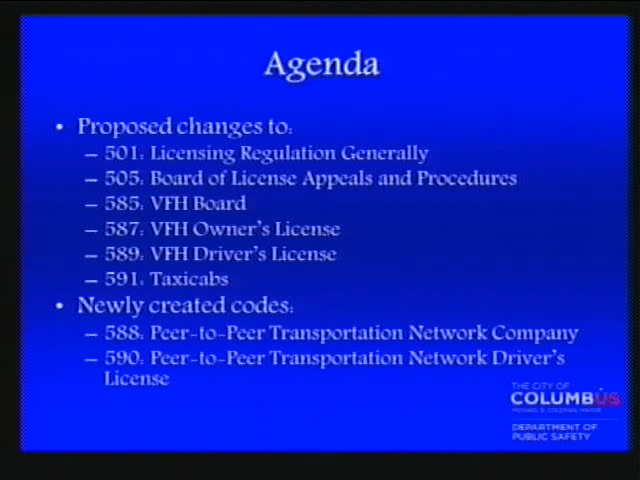 Agenda
• Proposed changes to:
– 501: Licensing Regulation Generally
– 505: Board of License Appeals and Procedures
– 585: VFH Board
– 587: VFH Owner's License
– 589: VFH Driver's License
– 591: Taxicabs
• Newly created codes:
– 588: Peer-to-Peer Transportation Network Company
– 590: Peer-to-Peer Transportation Network Driver's
License
THE CITY OF
COLUMBUS
MICHAEL B. COLEMAN, MAYOR
DEPARTMENT OF
PUBLIC SAFETY